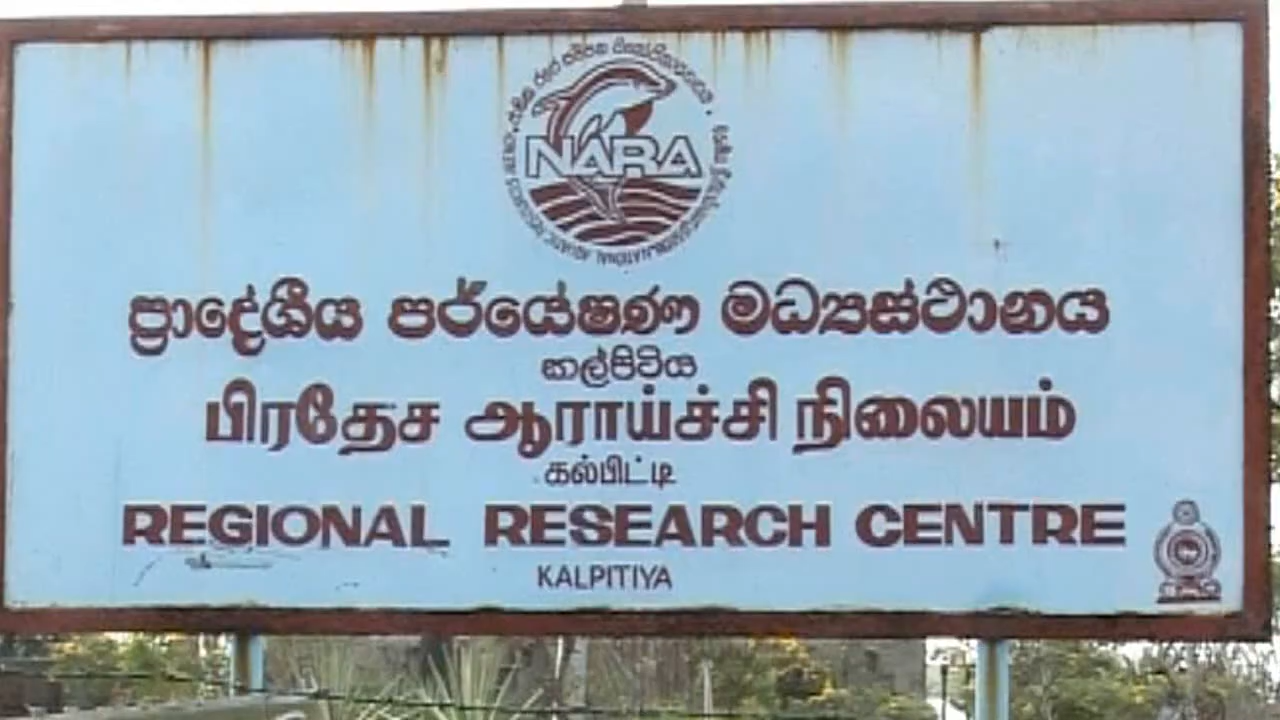 NARA
ප්‍රාදේශීය පර්යේෂණ මධ්‍යස්ථානය
කල්පිටිය
பிரதேச ஆராய்ச்சி நிலையம்
கல்பிட்டி
REGIONAL RESEARCH CENTRE
KALPITIYA